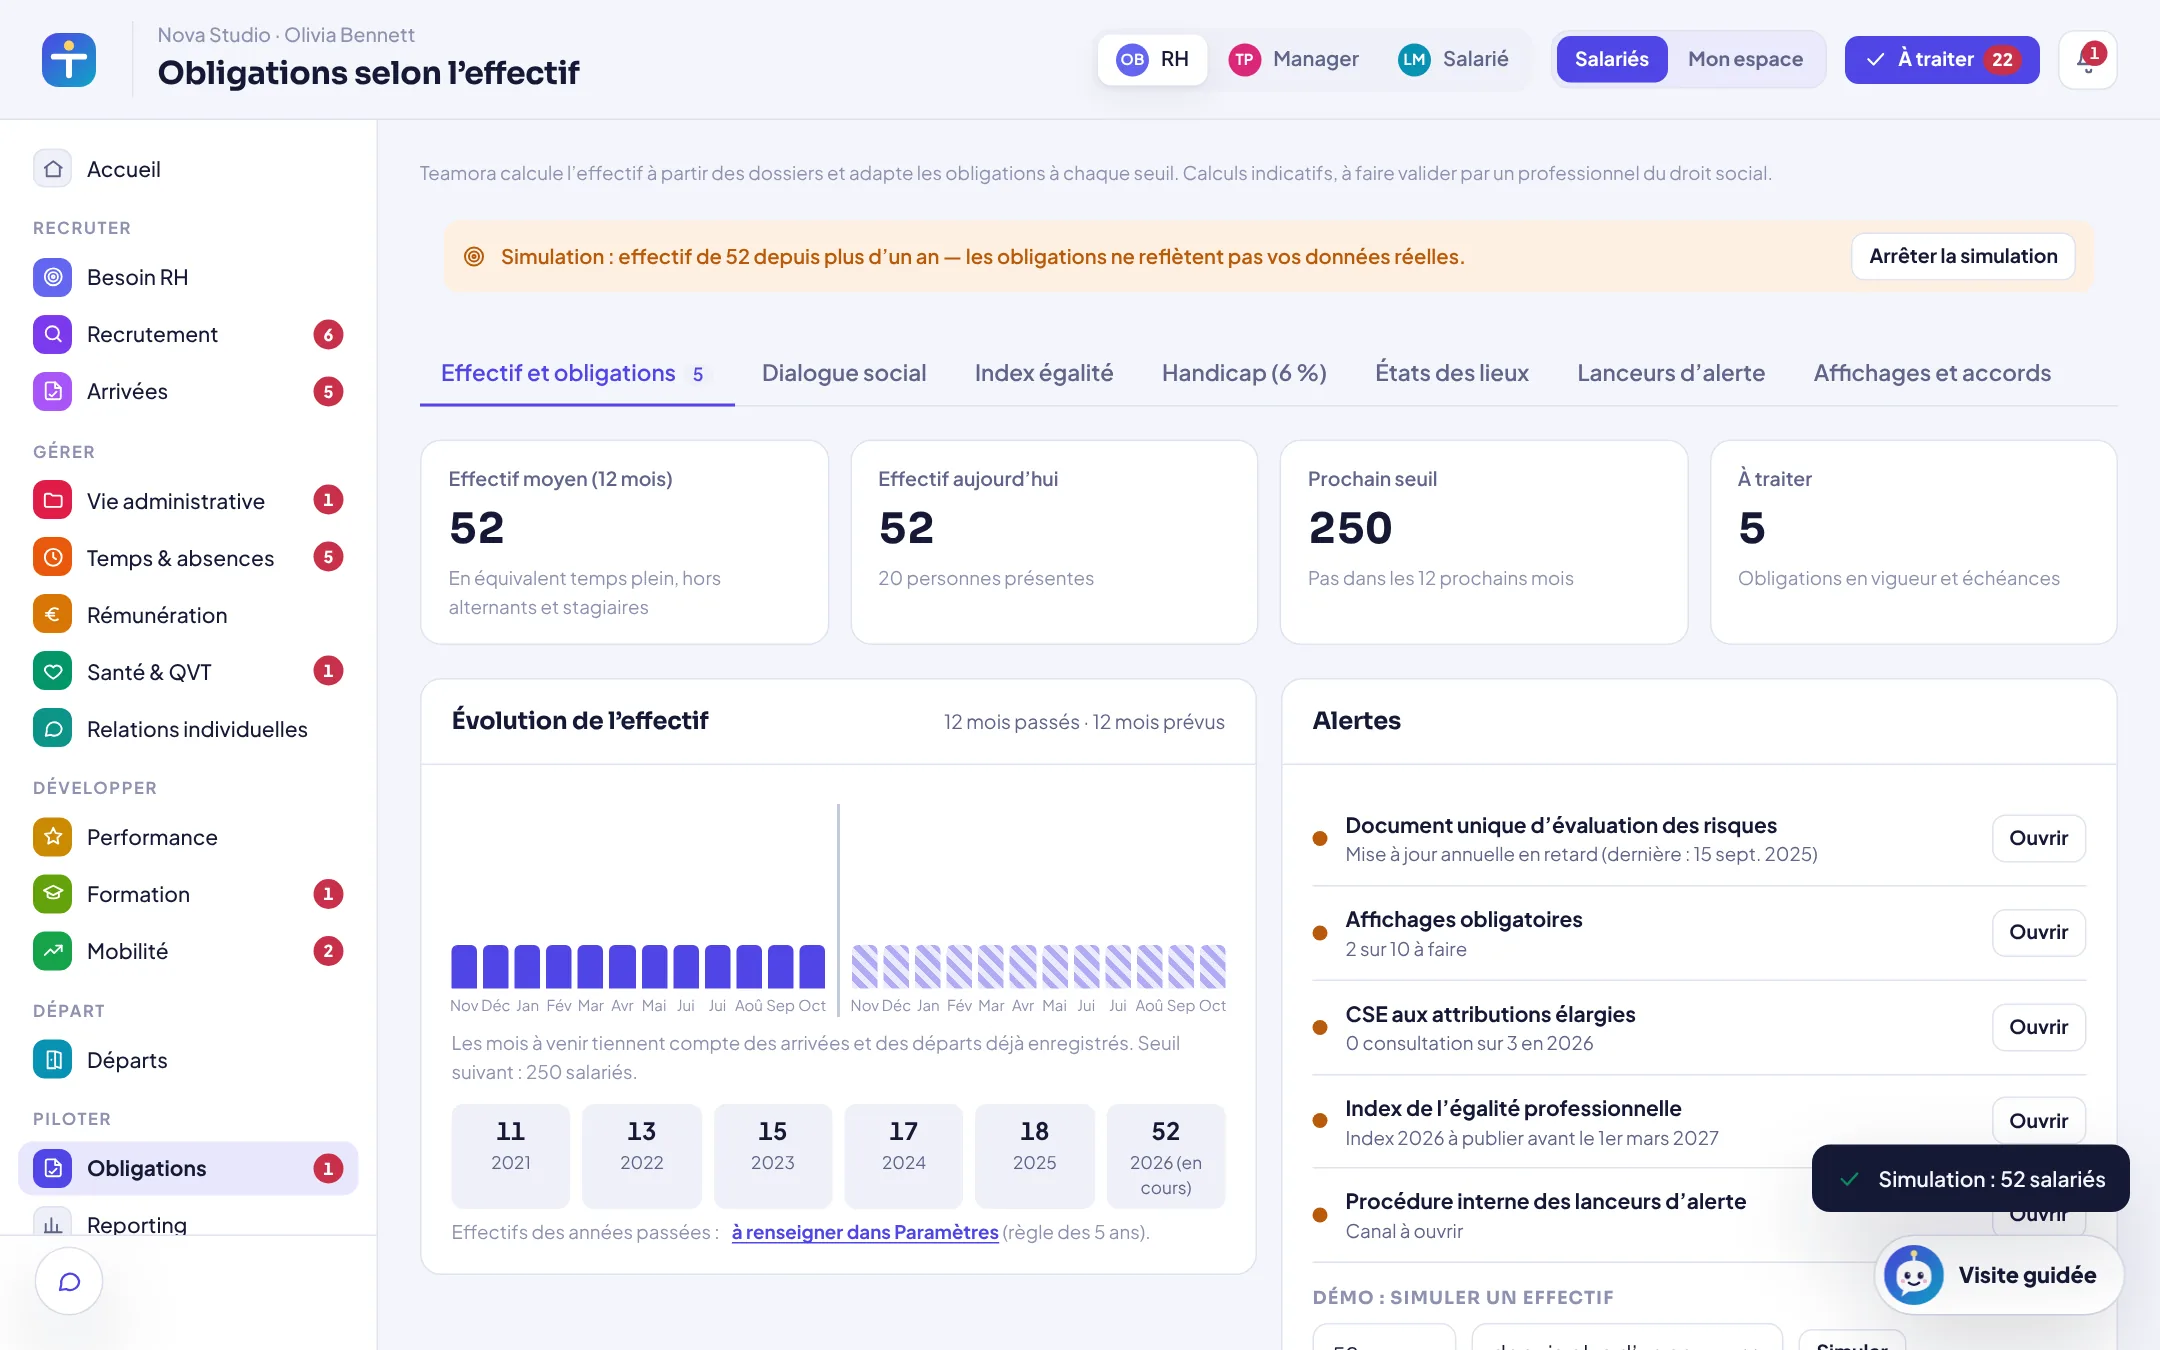 Nova Studio · Olivia Bennett
Obligations selon l’effectif
OB RH
TP Manager
LM Salarié
Salariés
Mon espace
À traiter 22
1
Accueil
RECRUTER
Besoin RH
Recrutement 6
Arrivées 5
GÉRER
Vie administrative 1
Temps & absences 5
Rémunération
Santé & QVT 1
Relations individuelles
DÉVELOPPER
Performance
Formation 1
Mobilité 2
DÉPART
Départs
PILOTER
Obligations 1
Reporting
Teamora calcule l’effectif à partir des dossiers et adapte les obligations à chaque seuil. Calculs indicatifs, à faire valider par un professionnel du droit social.
Simulation : effectif de 52 depuis plus d’un an — les obligations ne reflètent pas vos données réelles.
Arrêter la simulation
Effectif et obligations 5
Dialogue social
Index égalité
Handicap (6 %)
États des lieux
Lanceurs d’alerte
Affichages et accords
Effectif moyen (12 mois)
52
En équivalent temps plein, hors
alternants et stagiaires
Effectif aujourd’hui
52
20 personnes présentes
Prochain seuil
250
Pas dans les 12 prochains mois
À traiter
5
Obligations en vigueur et échéances
Évolution de l’effectif
12 mois passés · 12 mois prévus
Nov Déc Jan Fév Mar Avr Mai Jui Jui Aoû Sep Oct
Nov Déc Jan Fév Mar Avr Mai Jui Jui Aoû Sep Oct
Les mois à venir tiennent compte des arrivées et des départs déjà enregistrés. Seuil
suivant : 250 salariés.
11
2021
13
2022
15
2023
17
2024
18
2025
52
2026 (en
cours)
Effectifs des années passées : à renseigner dans Paramètres (règle des 5 ans).
Alertes
Document unique d’évaluation des risques
Mise à jour annuelle en retard (dernière : 15 sept. 2025)
Ouvrir
Affichages obligatoires
2 sur 10 à faire
Ouvrir
CSE aux attributions élargies
0 consultation sur 3 en 2026
Ouvrir
Index de l’égalité professionnelle
Index 2026 à publier avant le 1er mars 2027
Ouvrir
Procédure interne des lanceurs d’alerte
Canal à ouvrir
Ouvrir
Simulation : 52 salariés
Visite guidée
DÉMO : SIMULER UN EFFECTIF
Simuler